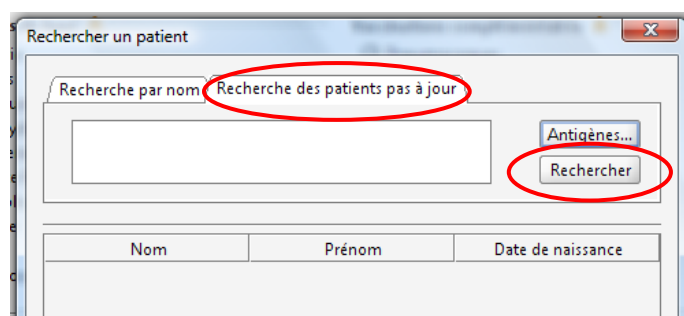 Rechercher un patient
Recherche par nom Recherche des patients pas à jour
Antigènes...
Rechercher
Nom Prénom Date de naissance